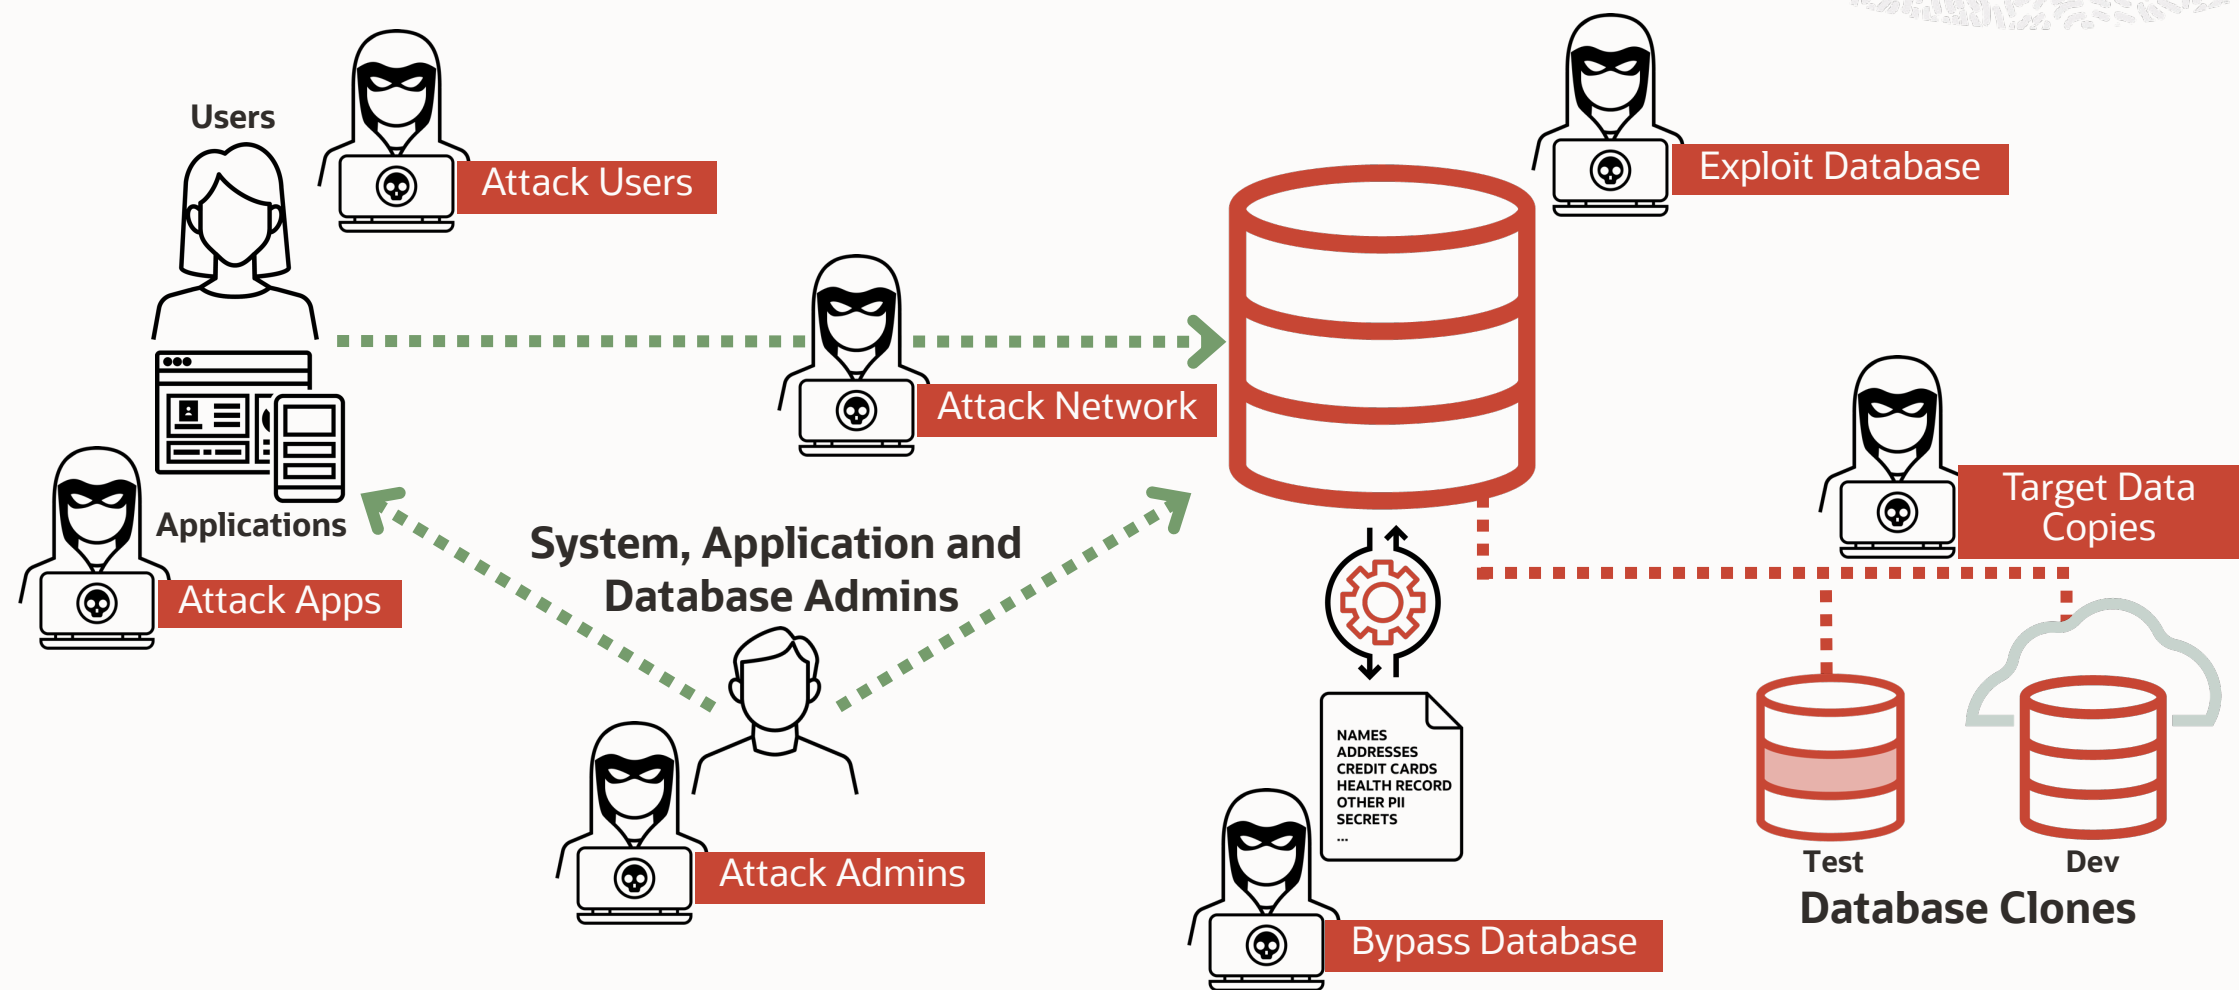 Users
Attack Users
Exploit Database
Attack Network
Target Data
Copies
Applications
System, Application and
Database Admins
Attack Apps
NAMES
ADDRESSES
CREDIT CARDS
HEALTH RECORD
OTHER PII
SECRETS
...
Attack Admins
Test
Dev
Database Clones
Bypass Database